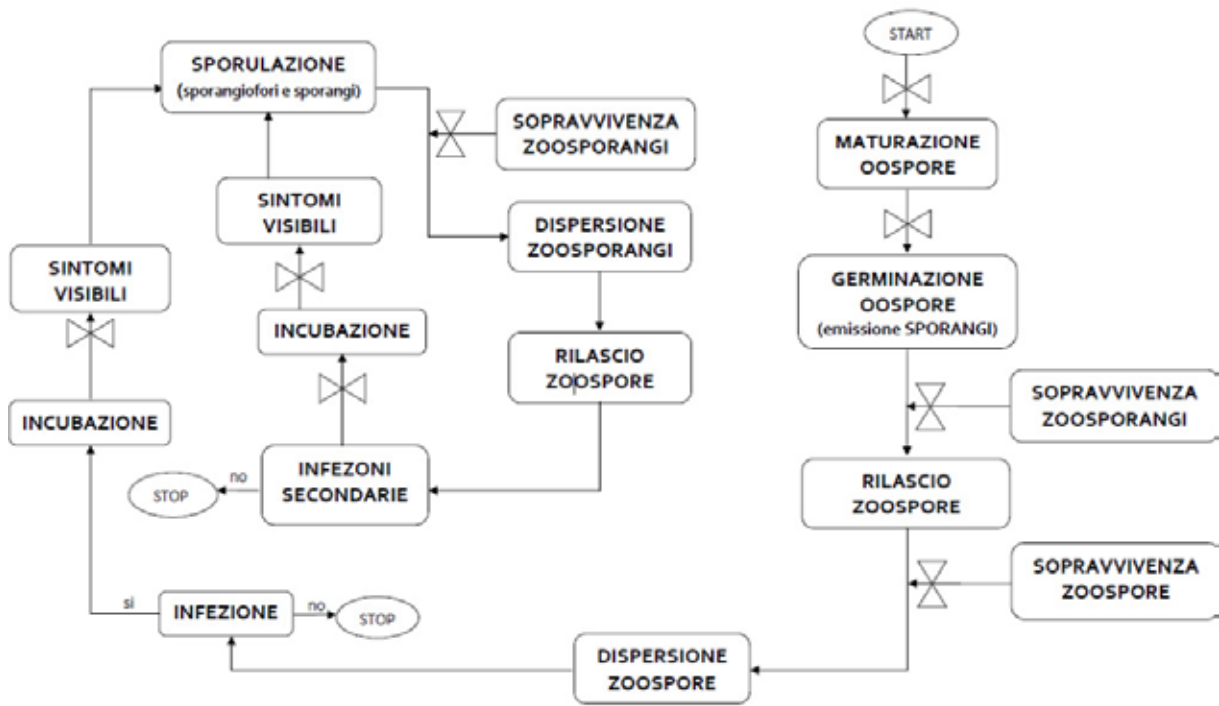 START
MATURAZIONE
OOSPORE
GERMINAZIONE
OOSPORE
(emissione SPORANGI)
SOPRAVVIVENZA
ZOOSPORANGI
RILASCIO
ZOOSPORE
SOPRAVVIVENZA
ZOOSPORE
DISPERSIONE
ZOOSPORE
INFEZIONE
no
STOP
si
INCUBAZIONE
SINTOMI
VISIBILI
SPORULAZIONE
(sporangiofori e sporangi)
SOPRAVVIVENZA
ZOOSPORANGI
DISPERSIONE
ZOOSPORANGI
RILASCIO
ZOOSPORE
INFEZONI
SECONDARIE
no
STOP
INCUBAZIONE
SINTOMI
VISIBILI